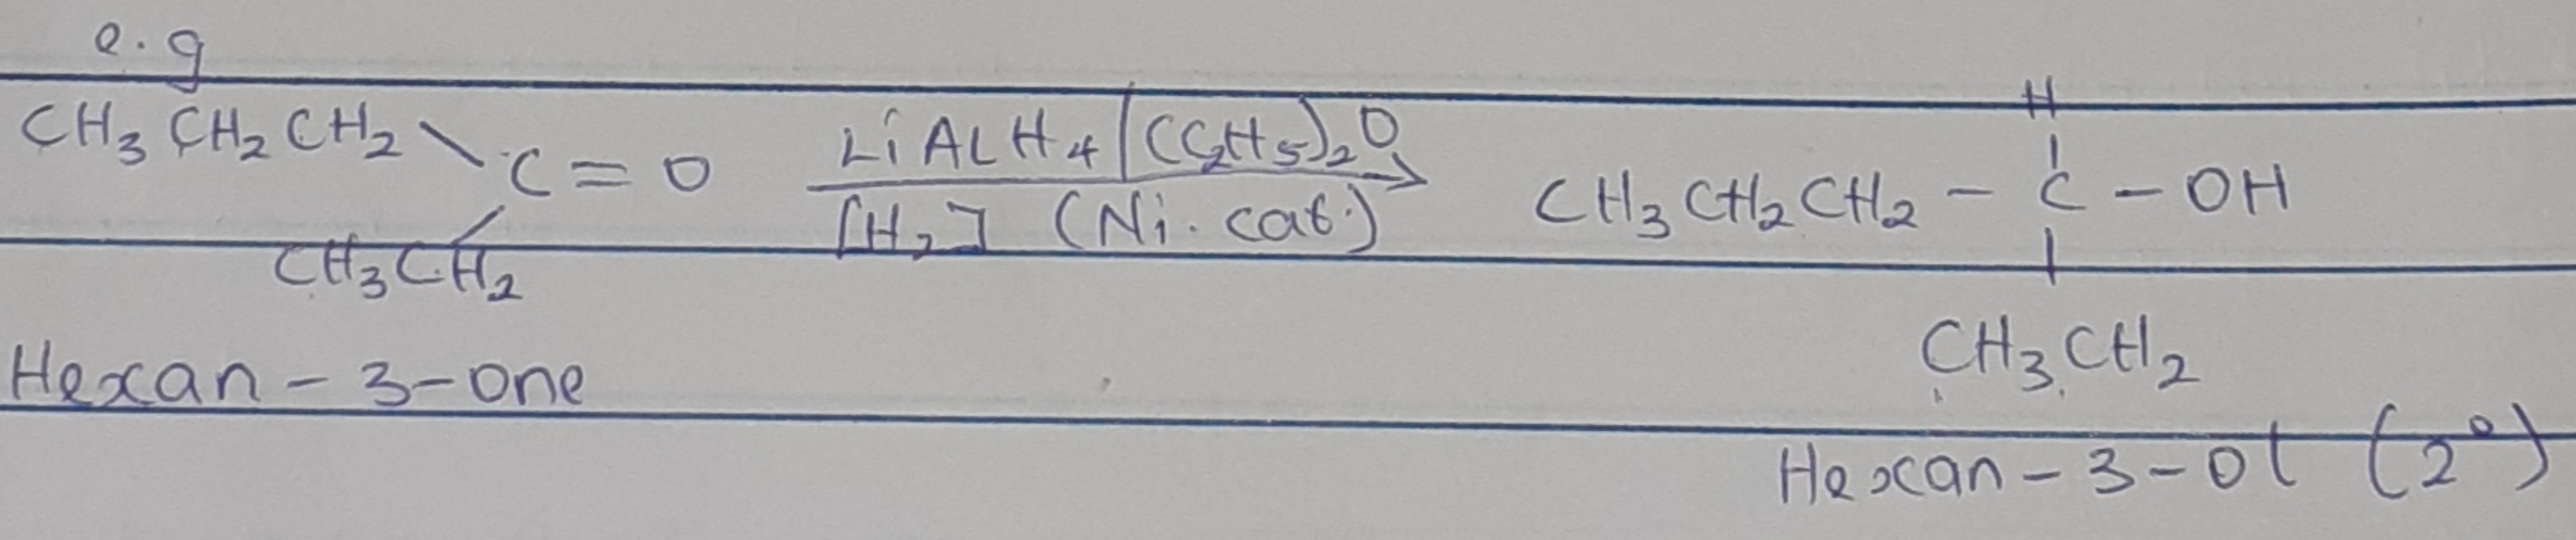 e.g
CH₃CH₂CH₂\C=O LiALH₄/(C₂H₅)₂O → CH₃CH₂CH₂–C–OH
[H₂] (Ni. cat.)
H
CH₃CH₂
CH₃CH₂
Hexan-3-one
Hexan-3-ol (2°)